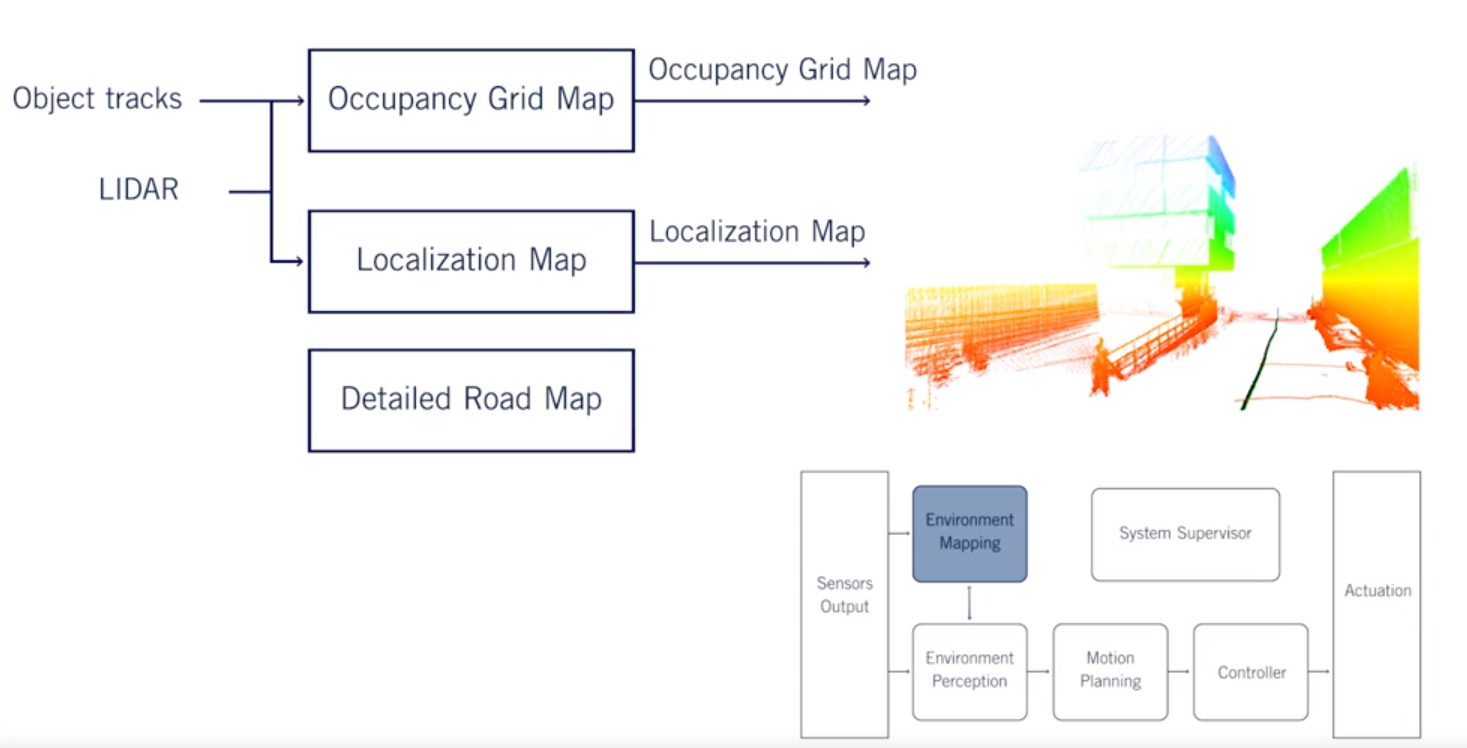 Object tracks
LIDAR
Occupancy Grid Map
Occupancy Grid Map
Localization Map
Localization Map
Detailed Road Map
Sensors
Output
Environment
Mapping
System Supervisor
Environment
Perception
Motion
Planning
Controller
Actuation